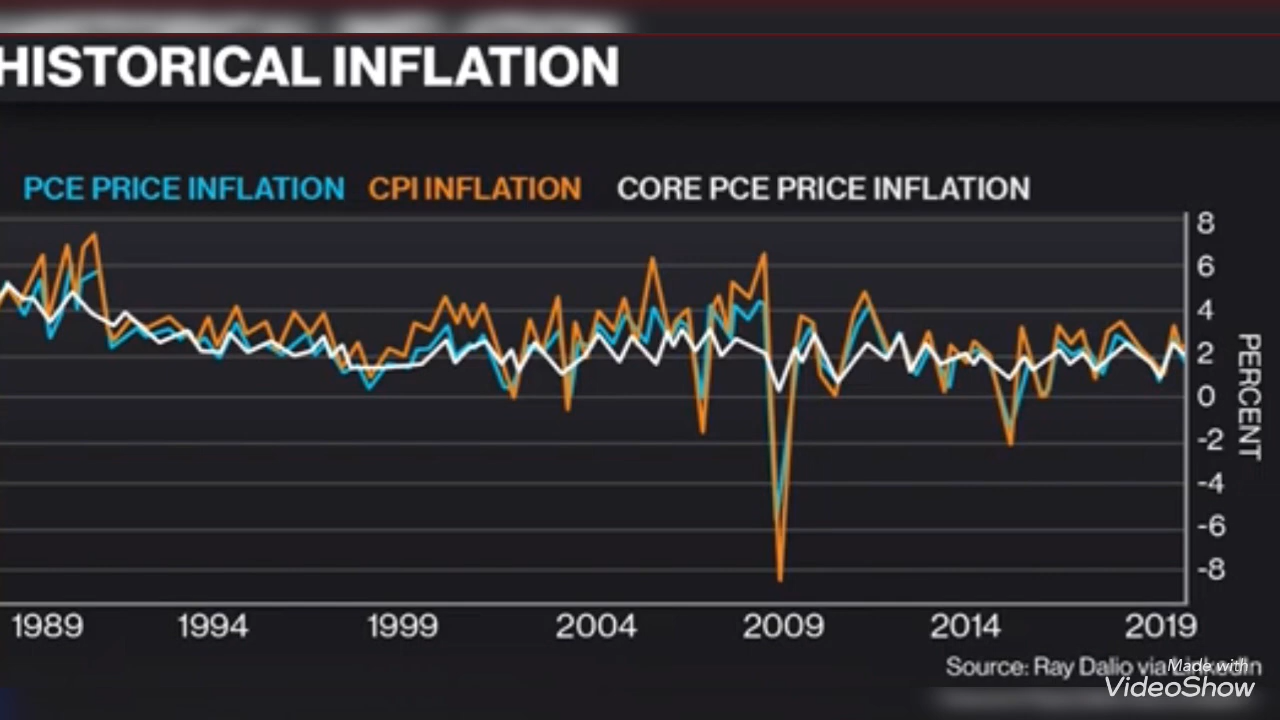 HISTORICAL INFLATION
PCE PRICE INFLATION CPI INFLATION CORE PCE PRICE INFLATION
8
6
4
2
0
-2
-4
-6
-8
PERCENT
1989 1994 1999 2004 2009 2014 2019
Source: Ray Dalio via LinkedIn
Made with
VideoShow